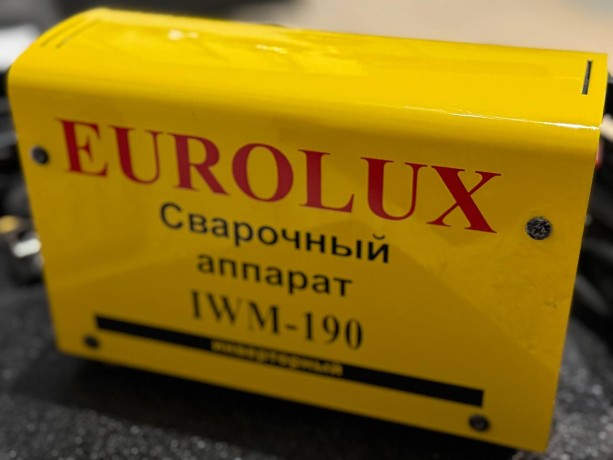 EUROLUX
Сварочный
аппарат
IWM-190
инверторный